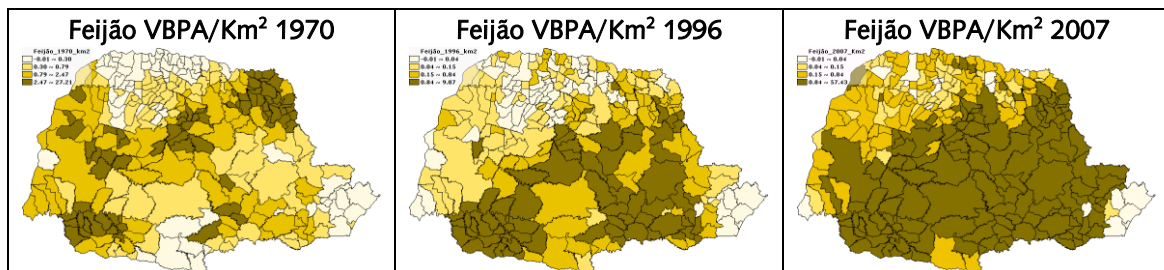 Feijão VBPA/Km² 1970
Feijão_1970_km2
-0.01 ~ 0.30
0.30 ~ 0.79
0.79 ~ 2.47
2.47 ~ 27.21
Feijão VBPA/Km² 1996
Feijão_1996_km2
-0.01 ~ 0.04
0.04 ~ 0.15
0.15 ~ 0.84
0.84 ~ 9.87
Feijão VBPA/Km² 2007
Feijão_2007_Km2
-0.01 ~ 0.04
0.04 ~ 0.15
0.15 ~ 0.84
0.84 ~ 57.43